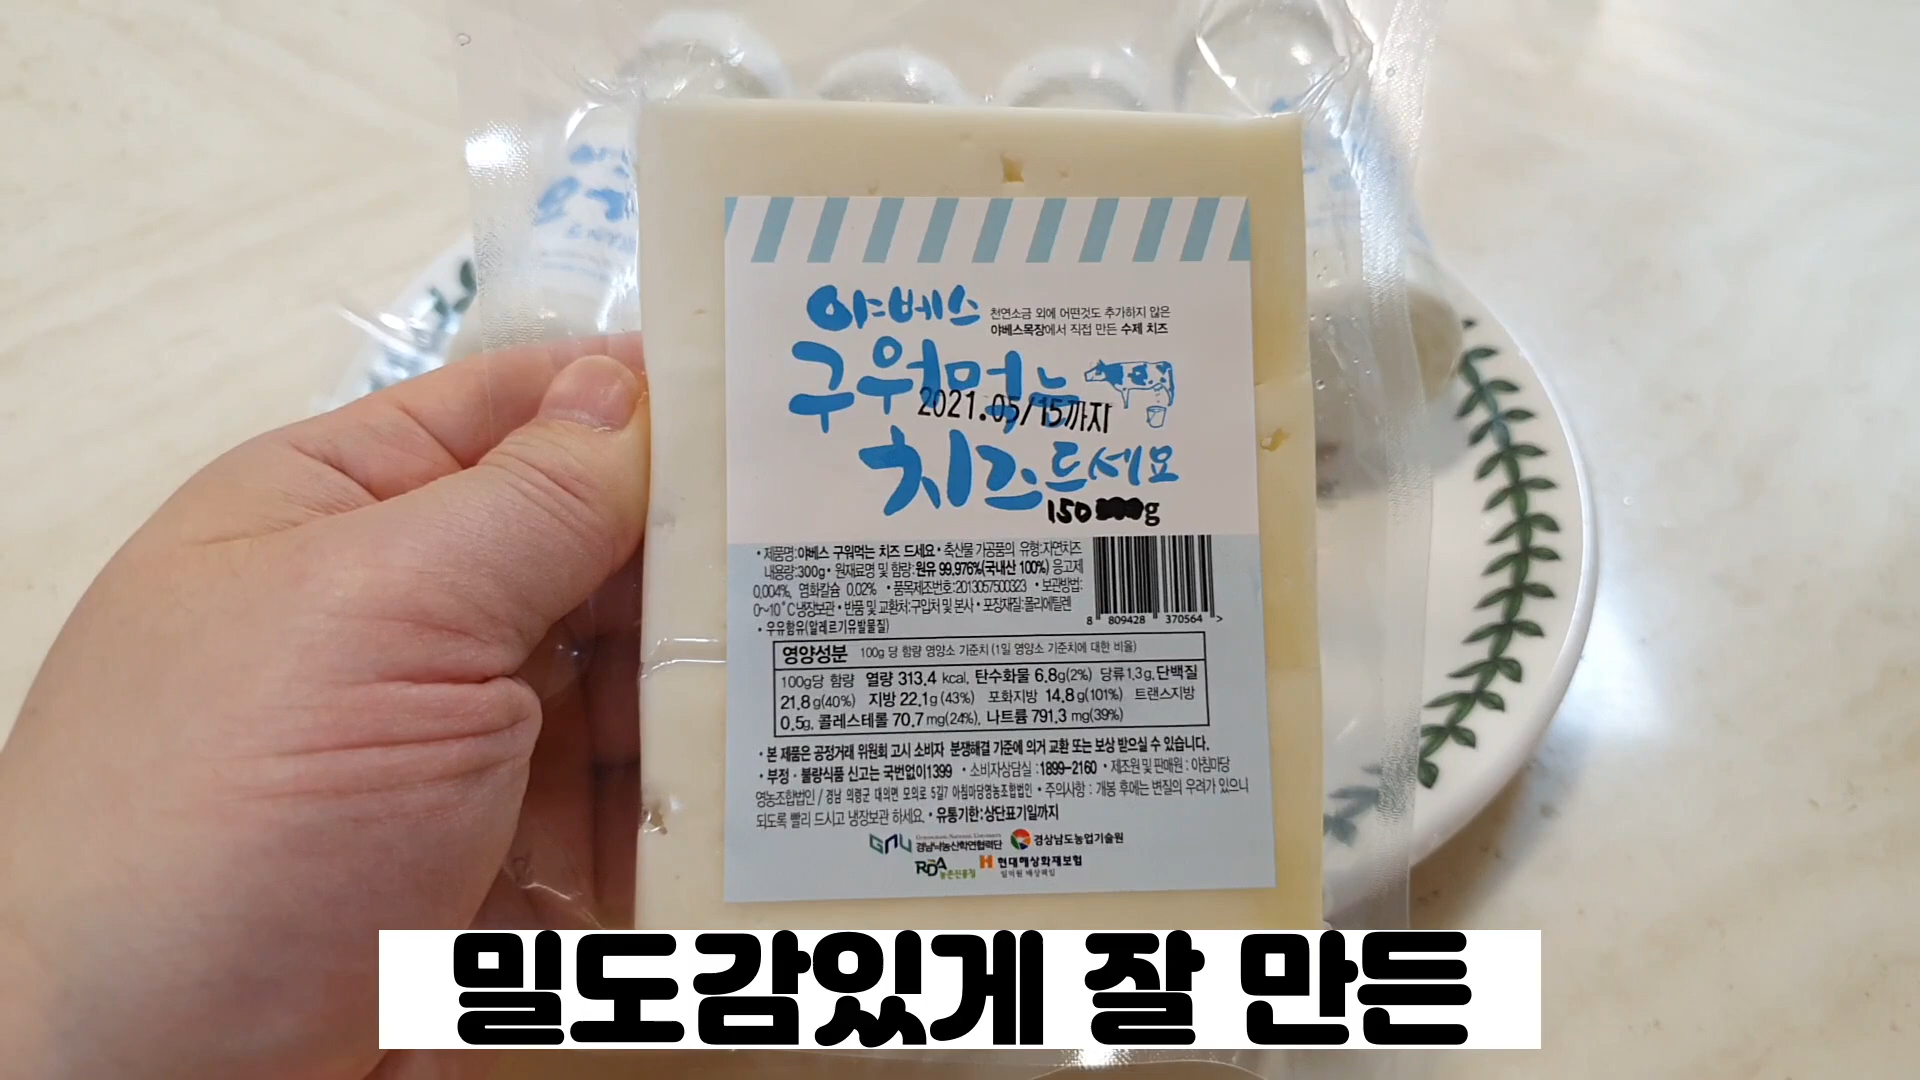 야베스 천연소금 외에 어떤것도 추가하지 않은
야베스목장에서 직접 만든 수제 치즈
구워먹는
2021.05/15까지
치즈드세요
150 g
• 제품명:야베스 구워먹는 치즈 드세요 • 축산물 가공품의 유형:자연치즈
내용량:300g • 원재료명 및 함량:원유 99.976%(국내산 100%) 응고제
0.004%, 염화칼슘 0.02% • 품목제조번호:2013057500323 • 보관방법:
0~10˚C냉장보관 • 반품 및 교환처:구입처 및 본사 • 포장재질:폴리에틸렌
• 우유함유(알레르기유발물질)
8 809428 370564 >
영양성분 100g 당 함량 영양소 기준치 (1일 영양소 기준치에 대한 비율)
100g당 함량 열량 313.4 kcal, 탄수화물 6.8g(2%) 당류1.3g, 단백질
21.8g(40%) 지방 22.1g(43%) 포화지방 14.8g(101%) 트랜스지방
0.5g, 콜레스테롤 70.7mg(24%), 나트륨 791.3 mg(39%)
• 본 제품은 공정거래 위원회 고시 소비자 분쟁해결 기준에 의거 교환 또는 보상 받으실 수 있습니다.
• 부정 • 불량식품 신고는 국번없이1399 • 소비자상담실 :1899-2160 • 제조원 및 판매원 : 아침마당
영농조합법인 / 경남 의령군 대의면 모의로 5길7 아침마당영농조합법인 • 주의사항 : 개봉 후에는 변질의 우려가 있으니
되도록 빨리 드시고 냉장보관 하세요. • 유통기한:상단표기일까지
GNU 경남낙농산학연협력단 경상남도농업기술원
RDA 농촌진흥청 현대해상화재보험
밀도감있게 잘 만든